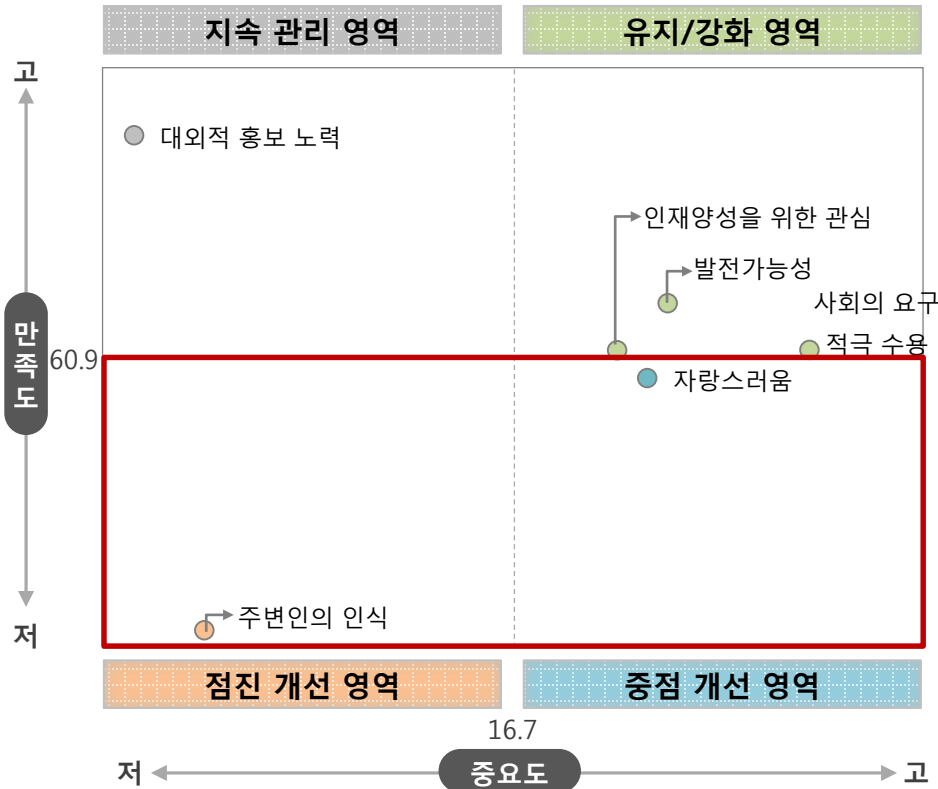 지속 관리 영역
유지/강화 영역
고
대외적 홍보 노력
인재양성을 위한 관심
발전가능성
사회의 요구
적극 수용
만족도
60.9
자랑스러움
주변인의 인식
저
점진 개선 영역
중점 개선 영역
16.7
저
중요도
고